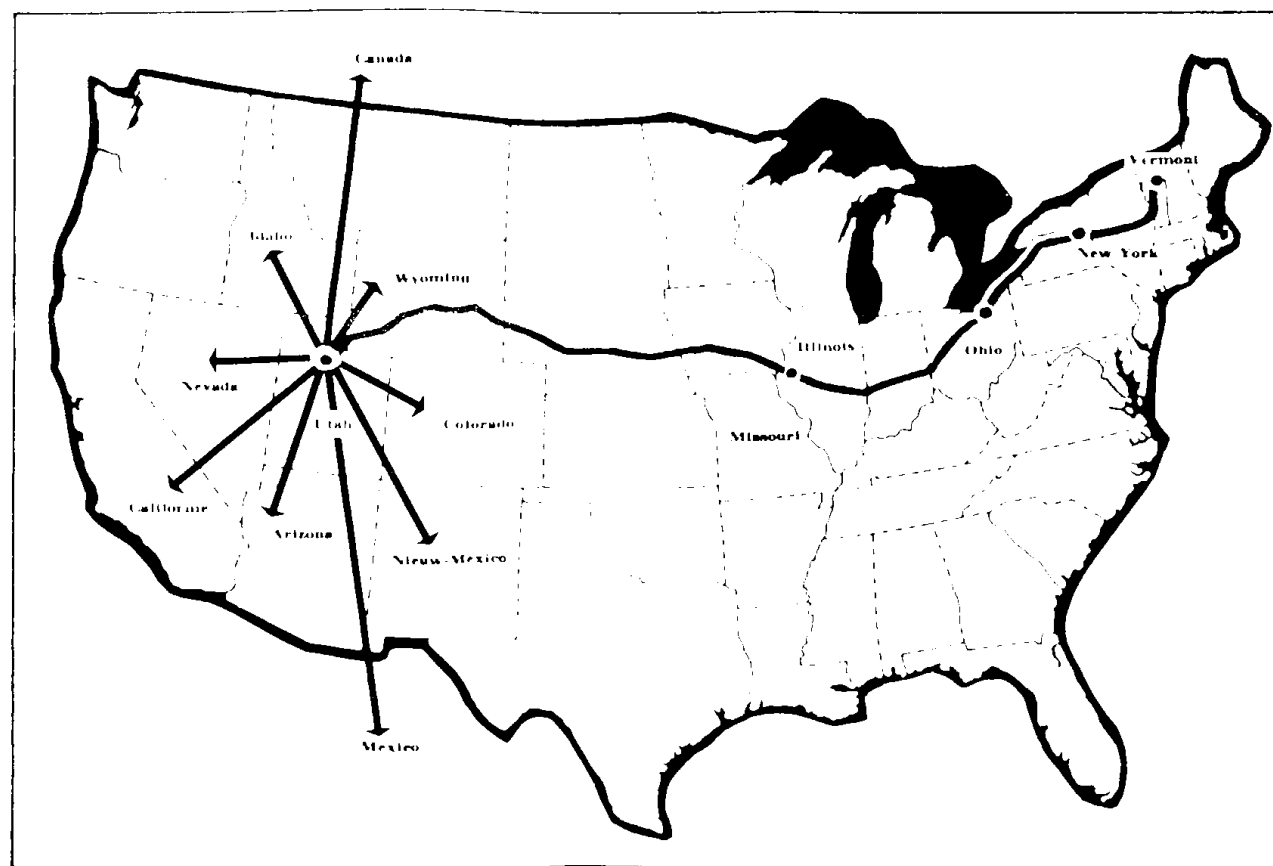 Canada
Vermont
Idaho
New York
Wyoming
Illinois
Ohio
Nevada
Utah
Colorado
Missouri
Californie
Arizona
Nieuw-Mexico
Mexico